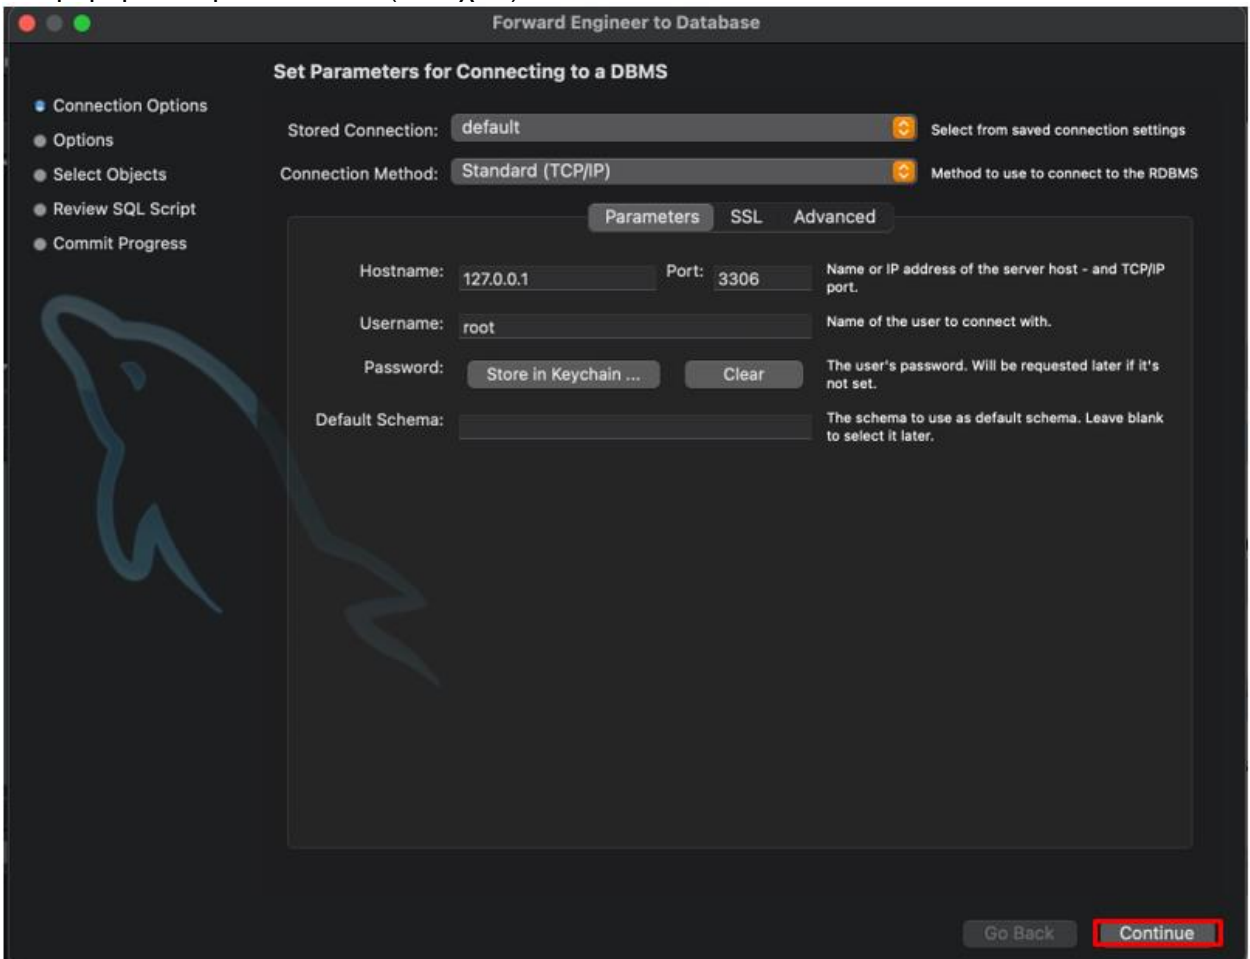 Forward Engineer to Database
Set Parameters for Connecting to a DBMS
Connection Options
Options
Select Objects
Review SQL Script
Commit Progress
Stored Connection: default Select from saved connection settings
Connection Method: Standard (TCP/IP) Method to use to connect to the RDBMS
Parameters SSL Advanced
Hostname: 127.0.0.1 Port: 3306 Name or IP address of the server host - and TCP/IP
port.
Username: root Name of the user to connect with.
Password: Store in Keychain ... Clear The user's password. Will be requested later if it's
not set.
Default Schema: The schema to use as default schema. Leave blank
to select it later.
Go Back Continue